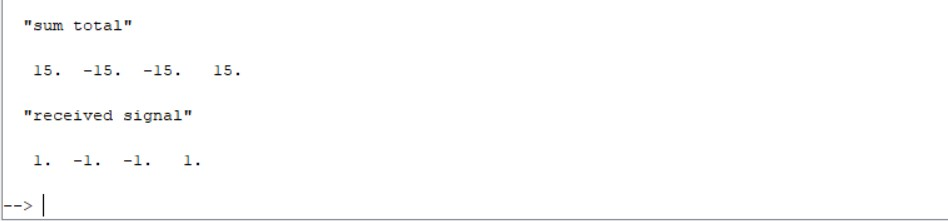 "sum total"
15. -15. -15. 15.
"received signal"
1. -1. -1. 1.
-->